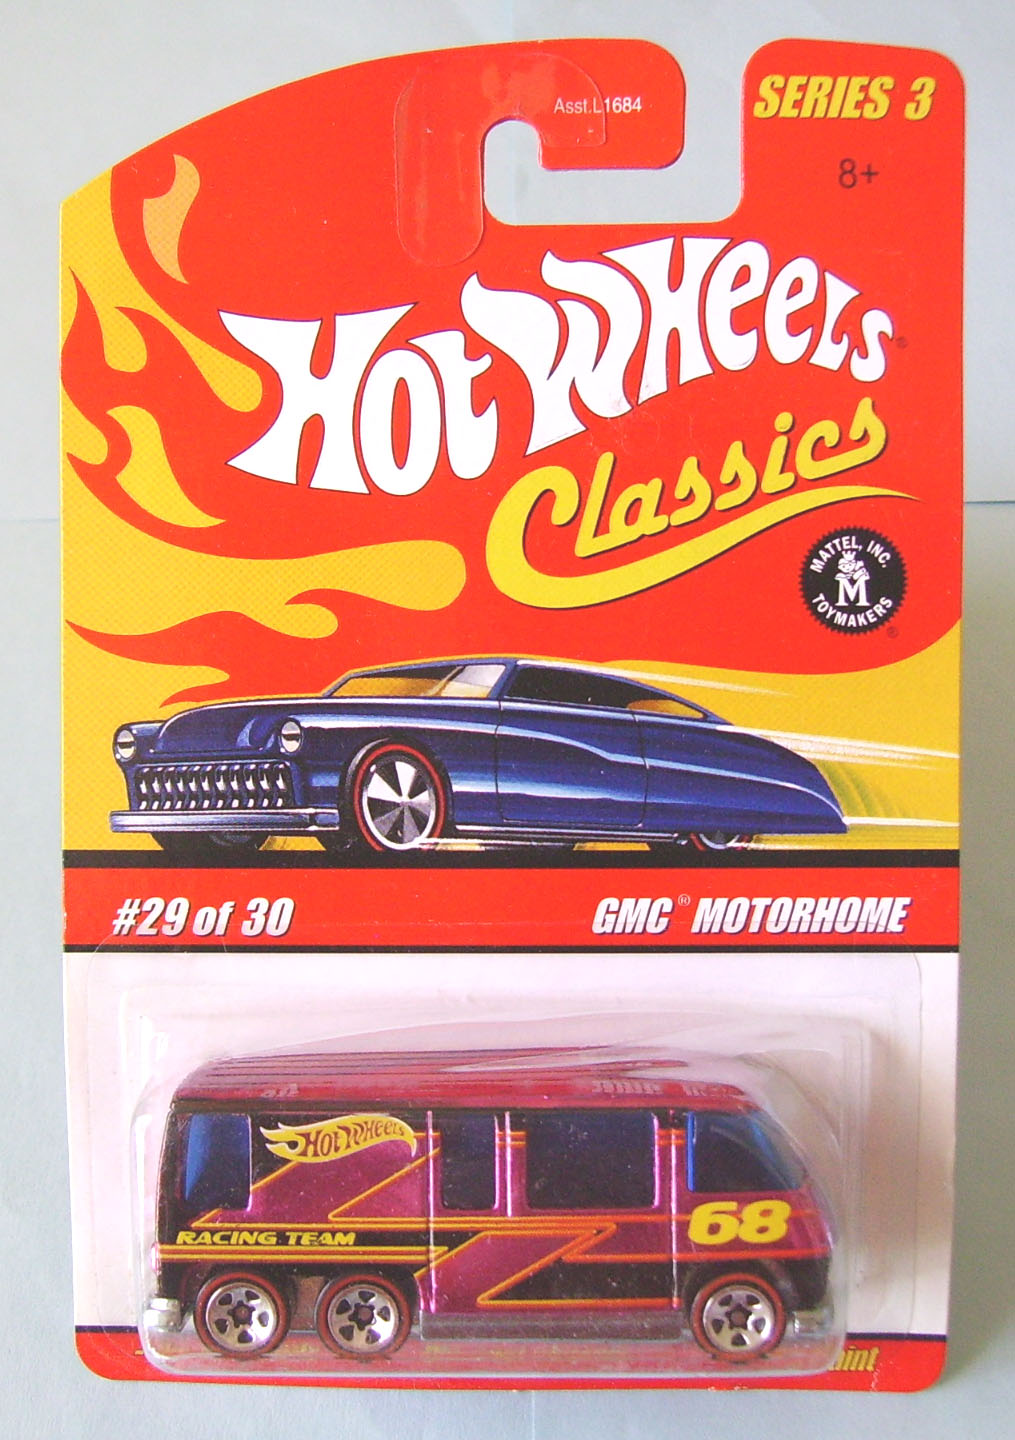 Asst.L1684
SERIES 3
8+
HOT WHEELS®
Classics
MATTEL, INC.
M
TOYMAKERS
®
#29 of 30
GMC® MOTORHOME
HOT WHEELS
RACING TEAM
68